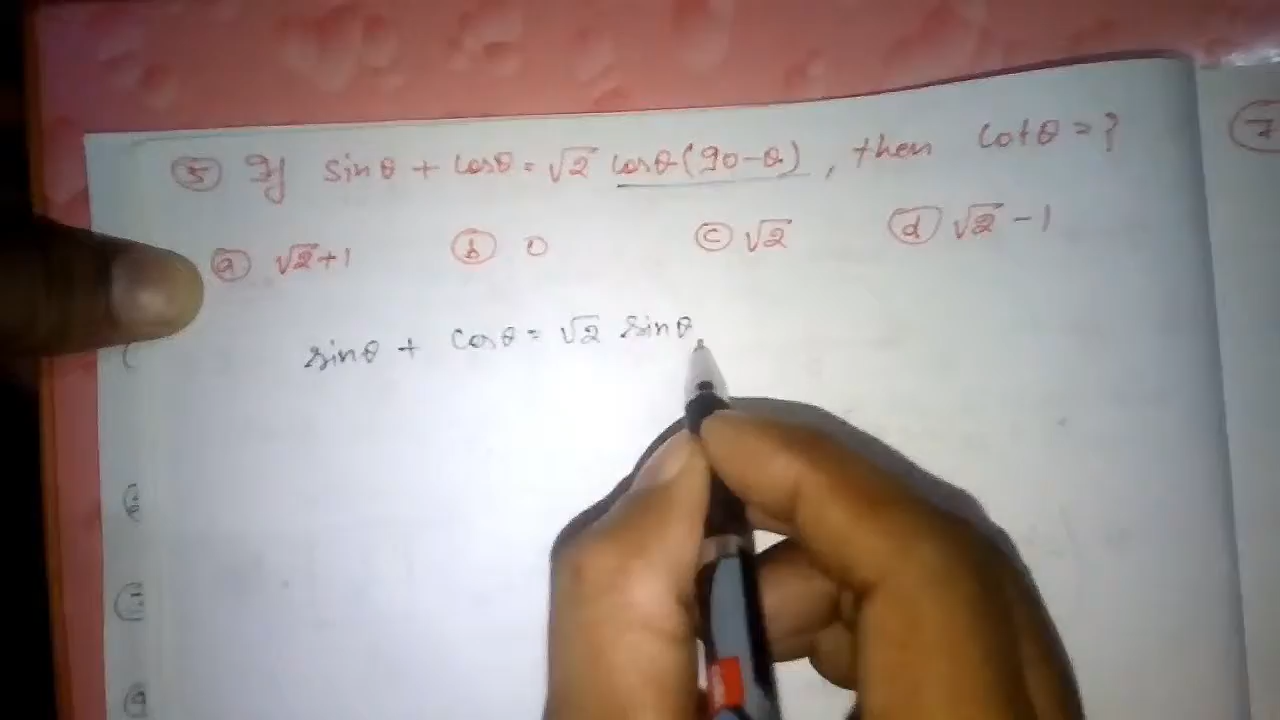 ⑤ If sinθ + cosθ = √2 cosθ(90-θ), then cotθ = ?
ⓐ √2+1 ⓑ 0 ⓒ √2 ⓓ √2 - 1
sinθ + cosθ = √2 sinθ